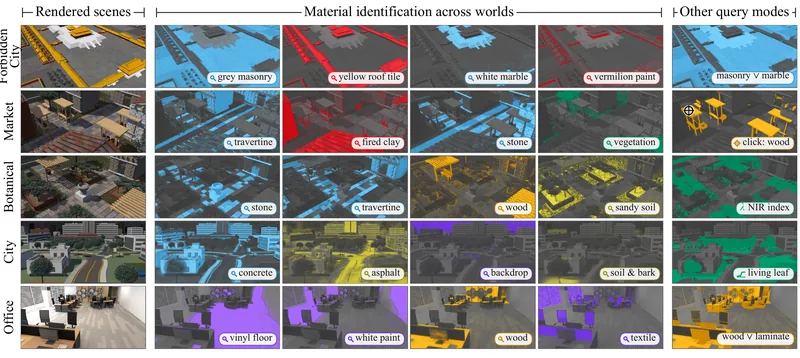 Rendered scenes
Material identification across worlds
Other query modes
Forbidden
City
grey masonry
yellow roof tile
white marble
vermilion paint
masonry ∨ marble
Market
travertine
fired clay
stone
vegetation
click: wood
Botanical
stone
travertine
wood
sandy soil
λ NIR index
City
concrete
asphalt
backdrop
soil & bark
living leaf
Office
vinyl floor
white paint
wood
textile
wood ∨ laminate